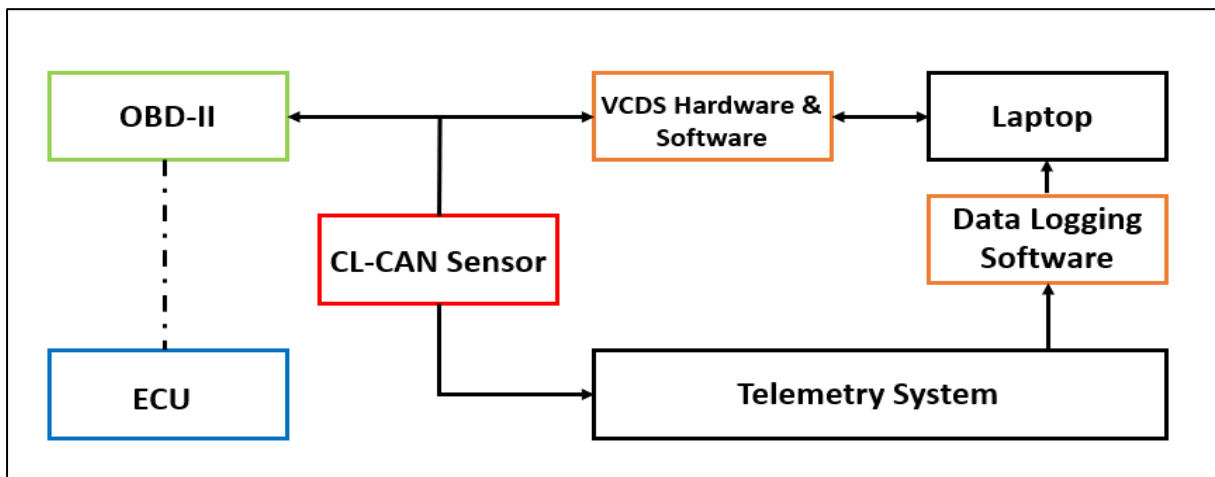 OBD-II
VCDS Hardware &
Software
Laptop
CL-CAN Sensor
Data Logging
Software
ECU
Telemetry System